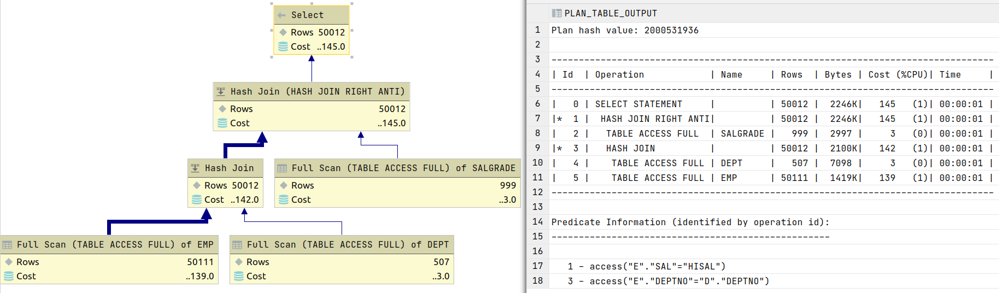 Select
Rows 50012
Cost ..145.0
Hash Join (HASH JOIN RIGHT ANTI)
Rows 50012
Cost ..145.0
Hash Join
Rows 50012
Cost ..142.0
Full Scan (TABLE ACCESS FULL) of SALGRADE
Rows 999
Cost ..3.0
Full Scan (TABLE ACCESS FULL) of EMP
Rows 50111
Cost ..139.0
Full Scan (TABLE ACCESS FULL) of DEPT
Rows 507
Cost ..3.0
PLAN_TABLE_OUTPUT
1 Plan hash value: 2000531936
2
3 ---------------------------------------------------------------------------------
4 | Id  | Operation            | Name     | Rows  | Bytes | Cost (%CPU)| Time     |
5 ---------------------------------------------------------------------------------
6 |   0 | SELECT STATEMENT     |          | 50012 |  2246K|   145   (1)| 00:00:01 |
7 |*  1 |  HASH JOIN RIGHT ANTI|          | 50012 |  2246K|   145   (1)| 00:00:01 |
8 |   2 |   TABLE ACCESS FULL  | SALGRADE |   999 |  2997 |     3   (0)| 00:00:01 |
9 |*  3 |   HASH JOIN          |          | 50012 |  2100K|   142   (1)| 00:00:01 |
10 |   4 |    TABLE ACCESS FULL | DEPT     |   507 |  7098 |     3   (0)| 00:00:01 |
11 |   5 |    TABLE ACCESS FULL | EMP      | 50111 |  1419K|   139   (1)| 00:00:01 |
12 ---------------------------------------------------------------------------------
13
14 Predicate Information (identified by operation id):
15 ---------------------------------------------------
16
17    1 - access("E"."SAL"="HISAL")
18    3 - access("E"."DEPTNO"="D"."DEPTNO")